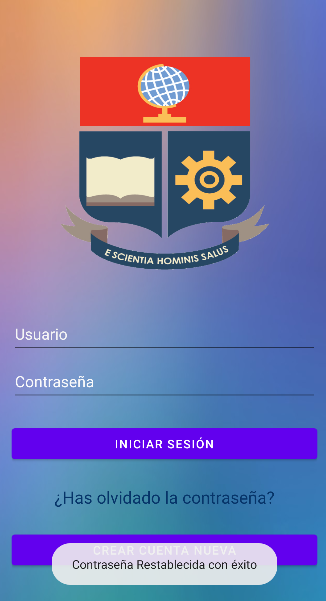 E SCIENTIA HOMINIS SALUS
Usuario
Contraseña
INICIAR SESIÓN
¿Has olvidado la contraseña?
CREAR CUENTA NUEVA
Contraseña Restablecida con éxito